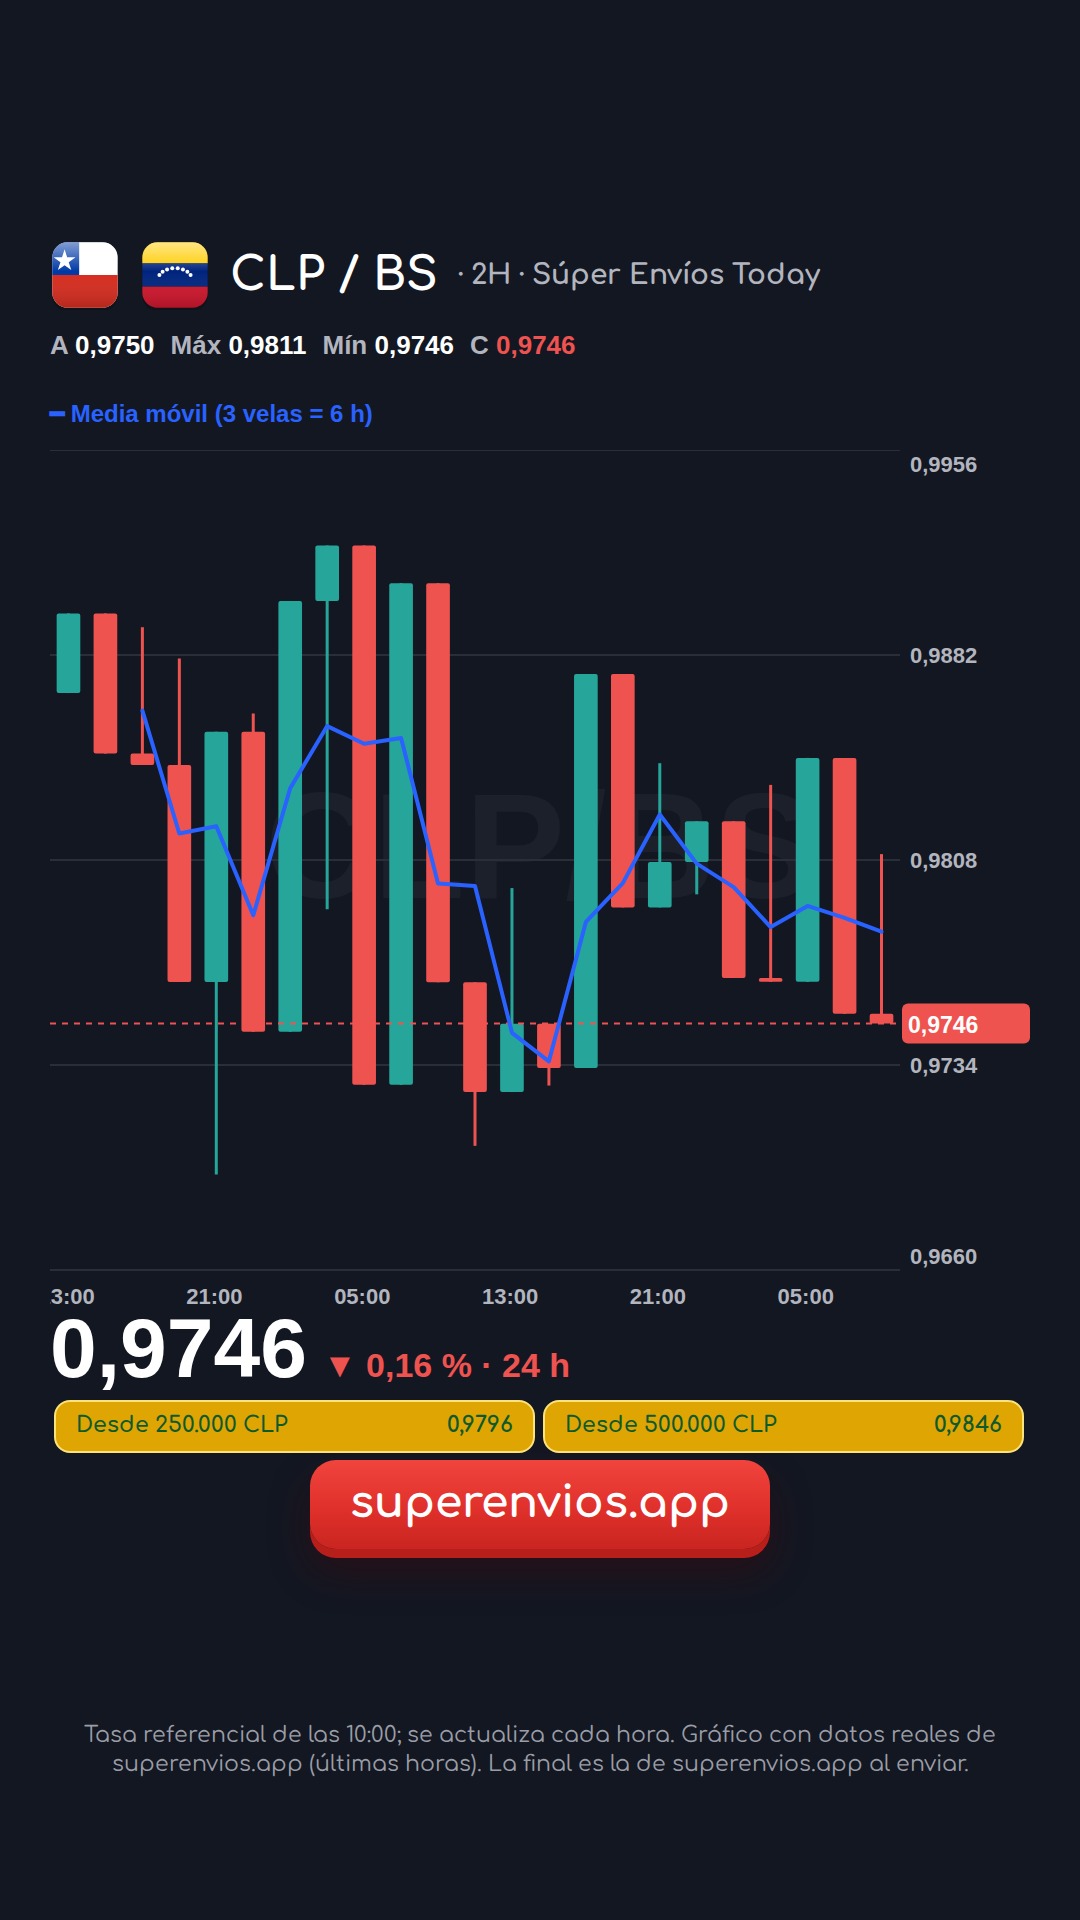 CLP / BS · 2H · Súper Envíos Today
A 0,9750 Máx 0,9811 Mín 0,9746 C 0,9746
Media móvil (3 velas = 6 h)
0,9956
0,9882
CLP/BS
0,9808
0,9746
0,9734
0,9660
3:00 21:00 05:00 13:00 21:00 05:00
0,9746 ▼ 0,16 % · 24 h
Desde 250.000 CLP 0,9796 Desde 500.000 CLP 0,9846
superenvios.app
Tasa referencial de las 10:00; se actualiza cada hora. Gráfico con datos reales de
superenvios.app (últimas horas). La final es la de superenvios.app al enviar.